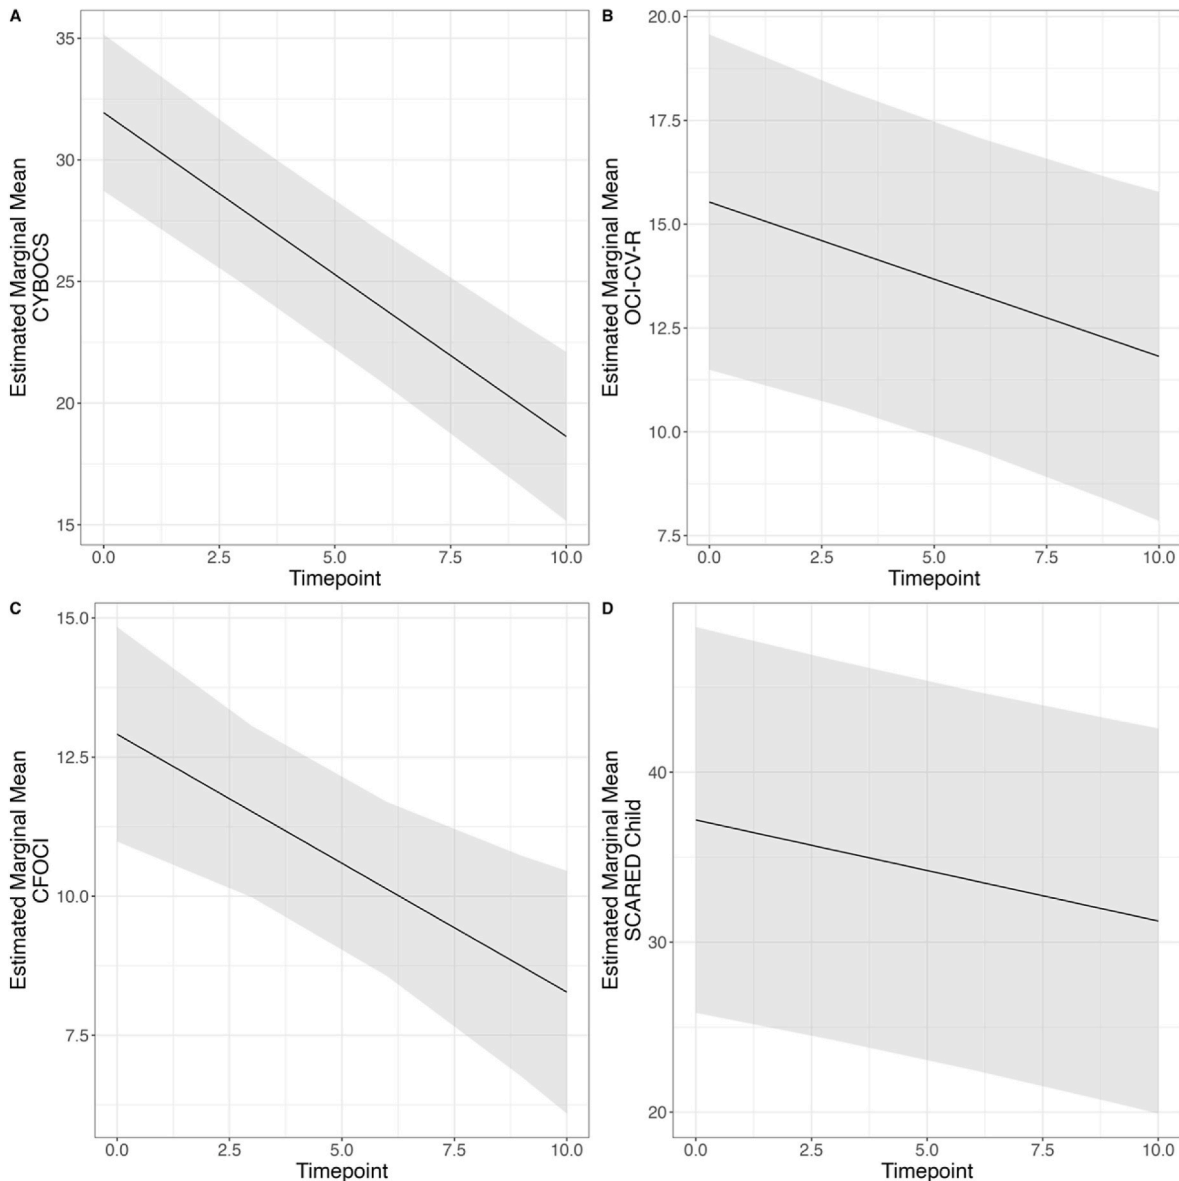 A
Estimated Marginal Mean
CYBOCS
35
30
25
20
15
0.0 2.5 5.0 7.5 10.0
Timepoint
B
Estimated Marginal Mean
OCI-CV-R
20.0
17.5
15.0
12.5
10.0
7.5
0.0 2.5 5.0 7.5 10.0
Timepoint
C
Estimated Marginal Mean
CFOCI
15.0
12.5
10.0
7.5
0.0 2.5 5.0 7.5 10.0
Timepoint
D
Estimated Marginal Mean
SCARED Child
40
30
20
0.0 2.5 5.0 7.5 10.0
Timepoint